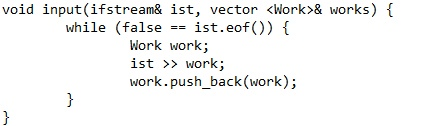 void input(ifstream& ist, vector <Work>& works) {
        while (false == ist.eof()) {
                Work work;
                ist >> work;
                work.push_back(work);
        }
}